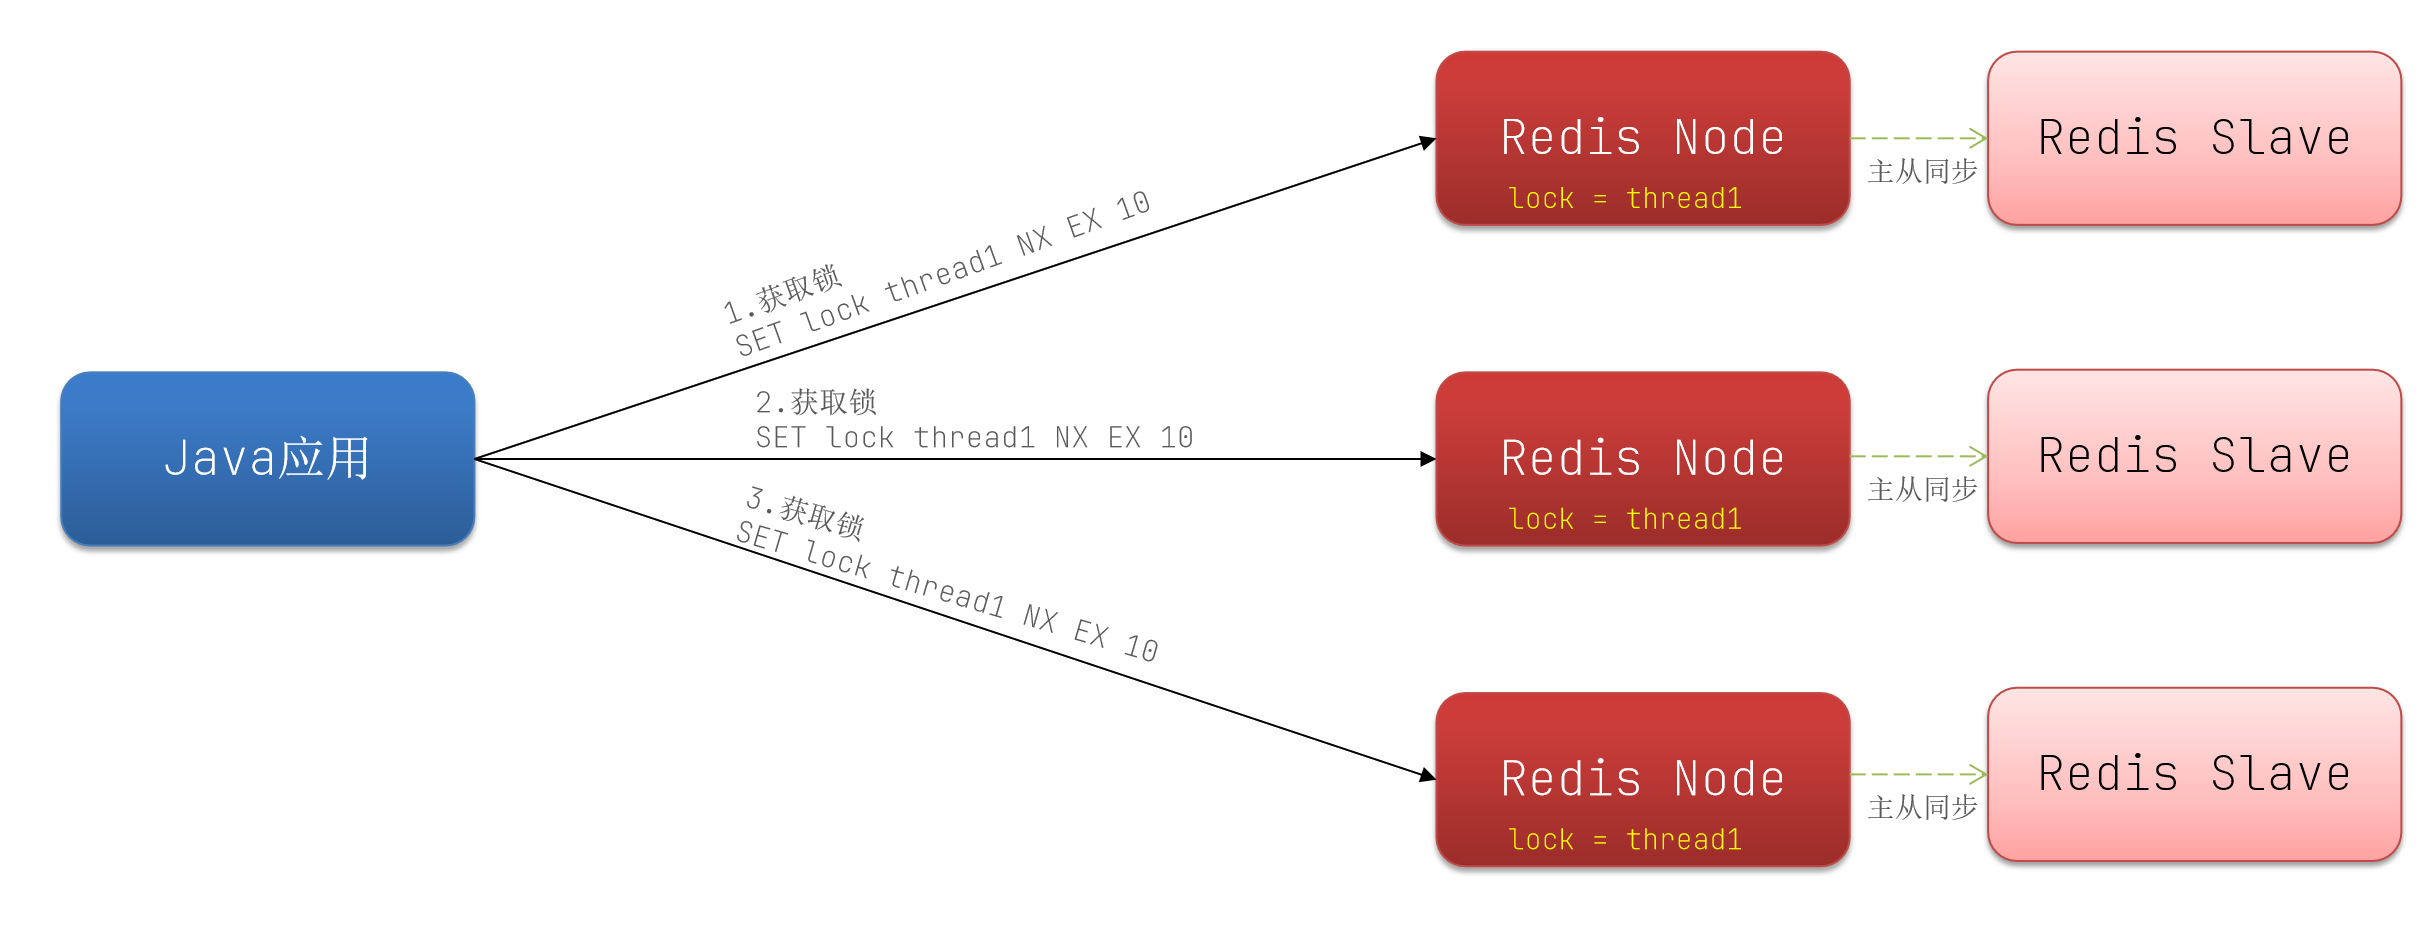 Java应用
1.获取锁
SET lock thread1 NX EX 10
2.获取锁
SET lock thread1 NX EX 10
3.获取锁
SET lock thread1 NX EX 10
Redis Node
lock = thread1
主从同步
Redis Slave
Redis Node
lock = thread1
主从同步
Redis Slave
Redis Node
lock = thread1
主从同步
Redis Slave